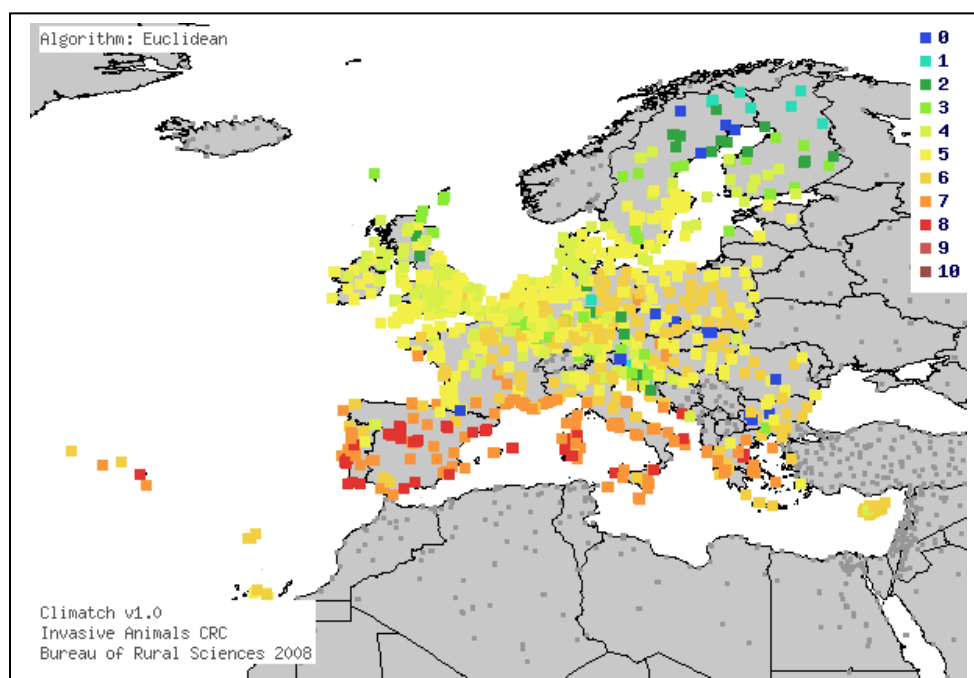 Algorithm: Euclidean
0
1
2
3
4
5
6
7
8
9
10
Climatch v1.0
Invasive Animals CRC
Bureau of Rural Sciences 2008